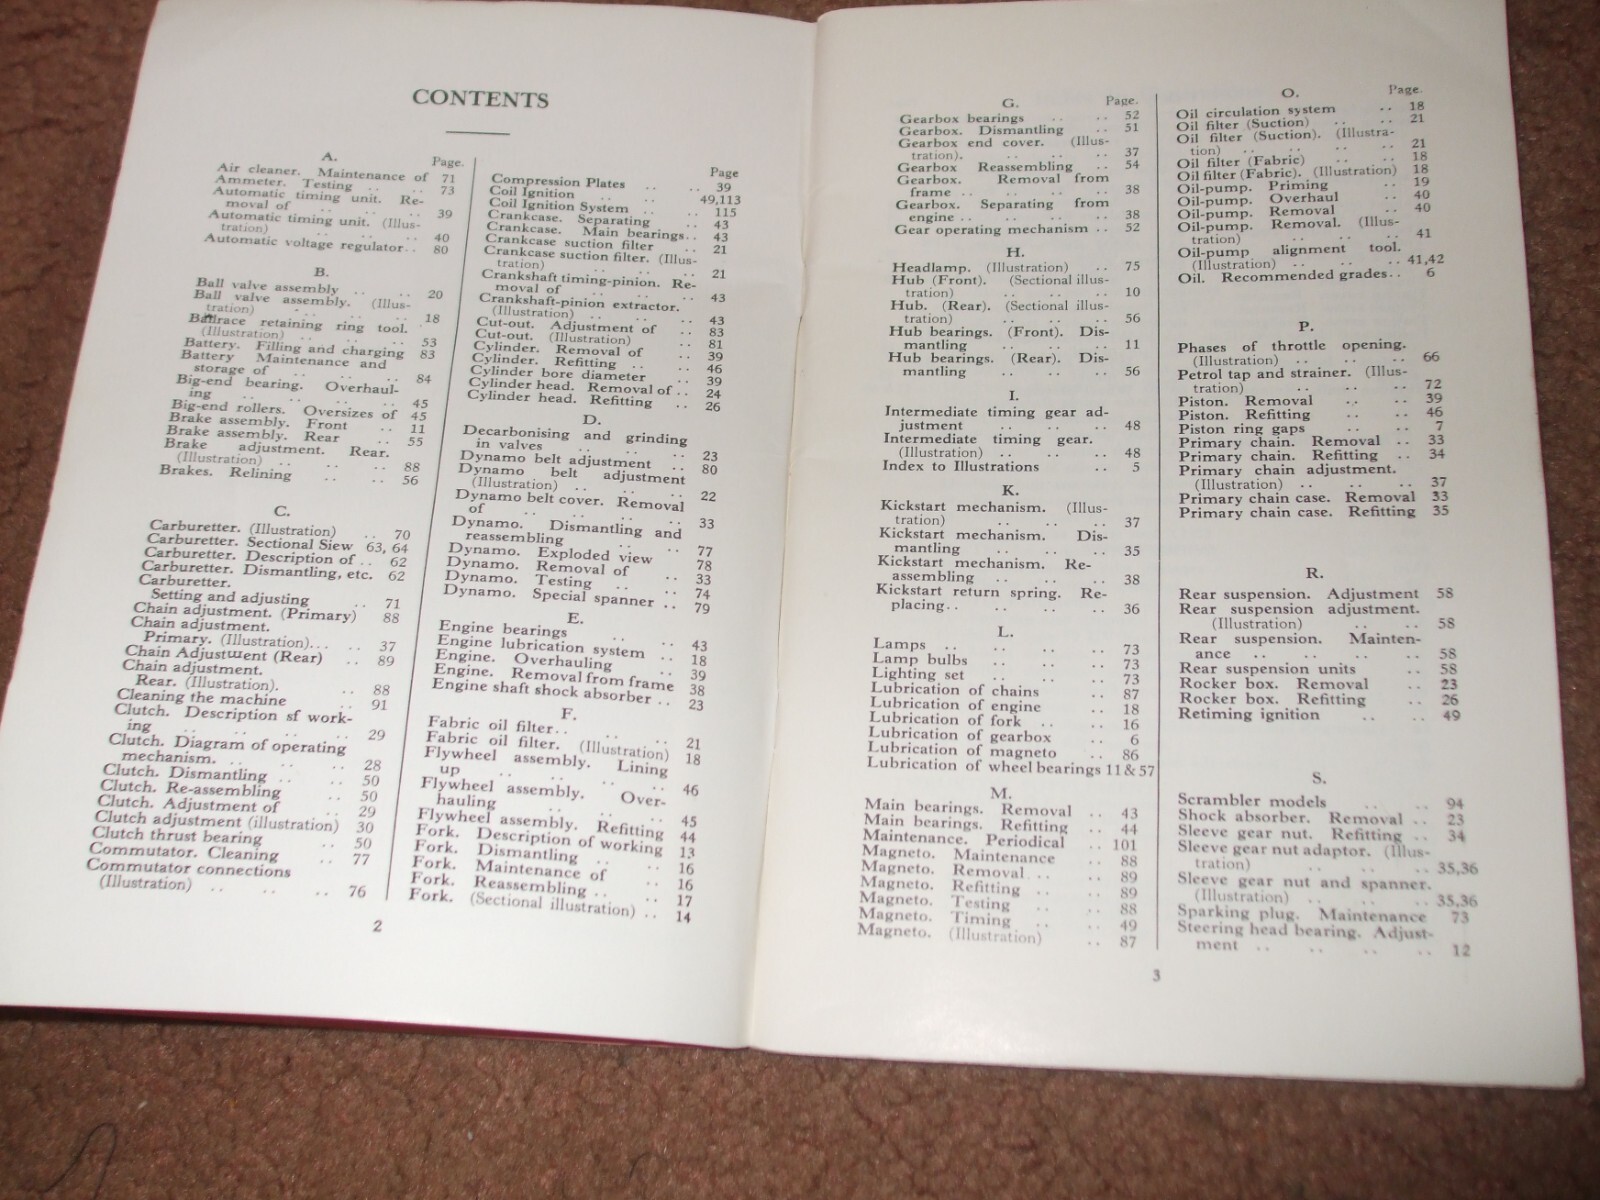 CONTENTS
A.
Page.
Air cleaner. Maintenance of 71
Ammeter. Testing .. .. 73
Automatic timing unit. Re-
moval of .. .. .. 39
Automatic timing unit. (Illus-
tration) .. .. .. 40
Automatic voltage regulator.. 80
B.
Ball valve assembly .. .. 20
Ball valve assembly. (Illus-
tration) .. .. .. 18
Ballrace retaining ring tool.
(Illustration) .. .. .. 53
Battery. Filling and charging 83
Battery Maintenance and
storage of .. .. .. 84
Big-end bearing. Overhaul-
ing .. .. .. .. 45
Big-end rollers. Oversizes of 45
Brake assembly. Front .. 11
Brake assembly. Rear .. 55
Brake adjustment. Rear.
(Illustration) .. .. .. 88
Brakes. Relining .. .. 56
C.
Carburetter. (Illustration) .. 70
Carburetter. Sectional Siew 63, 64
Carburetter. Description of .. 62
Carburetter. Dismantling, etc. 62
Carburetter.
Setting and adjusting .. 71
Chain adjustment. (Primary) 88
Chain adjustment.
Primary. (Illustration)... .. 37
Chain Adjustment (Rear) .. 89
Chain adjustment.
Rear. (Illustration). .. 88
Cleaning the machine .. 91
Clutch. Description sf work-
ing .. .. .. .. 29
Clutch. Diagram of operating
mechanism. .. .. .. 28
Clutch. Dismantling .. .. 50
Clutch. Re-assembling .. 50
Clutch. Adjustment of .. 29
Clutch adjustment (illustration) 30
Clutch thrust bearing .. 50
Commutator. Cleaning .. 77
Commutator connections
(Illustration) .. .. .. 76
Page
Compression Plates .. .. 39
Coil Ignition .. .. 49,113
Coil Ignition System .. .. 115
Crankcase. Separating .. 43
Crankcase. Main bearings.. 43
Crankcase suction filter .. 21
Crankcase suction filter. (Illus-
tration) .. .. .. 21
Crankshaft timing-pinion. Re-
moval of .. .. .. 43
Crankshaft-pinion extractor.
(Illustration) .. .. .. 43
Cut-out. Adjustment of .. 83
Cut-out. (Illustration) .. 81
Cylinder. Removal of .. 39
Cylinder. Refitting .. .. 46
Cylinder bore diameter .. 39
Cylinder head. Removal of .. 24
Cylinder head. Refitting .. 26
D.
Decarbonising and grinding
in valves .. .. .. 23
Dynamo belt adjustment .. 80
Dynamo belt adjustment
(Illustration) .. .. .. 22
Dynamo belt cover. Removal
of .. .. .. .. 33
Dynamo. Dismantling and
reassembling .. .. 77
Dynamo. Exploded view 78
Dynamo. Removal of .. 33
Dynamo. Testing .. .. 74
Dynamo. Special spanner .. 79
E.
Engine bearings .. .. 43
Engine lubrication system .. 18
Engine. Overhauling .. 39
Engine. Removal from frame 38
Engine shaft shock absorber .. 23
F.
Fabric oil filter.. .. .. 21
Fabric oil filter. (Illustration) 18
Flywheel assembly. Lining
up .. .. .. .. 46
Flywheel assembly. Over-
hauling .. .. .. 45
Flywheel assembly. Refitting 44
Fork. Description of working 13
Fork. Dismantling .. .. 16
Fork. Maintenance of .. 16
Fork. Reassembling .. .. 17
Fork. (Sectional illustration) .. 14
2
G.
Page.
Gearbox bearings .. .. 52
Gearbox. Dismantling .. 51
Gearbox end cover. (Illus-
tration). .. .. .. 37
Gearbox Reassembling .. 54
Gearbox. Removal from
frame .. .. .. .. 38
Gearbox. Separating from
engine .. .. .. .. 38
Gear operating mechanism .. 52
H.
Headlamp. (Illustration) .. 75
Hub (Front). (Sectional illus-
tration) .. .. .. 10
Hub. (Rear). (Sectional illus-
tration) .. .. .. 56
Hub bearings. (Front). Dis-
mantling .. .. .. 11
Hub bearings. (Rear). Dis-
mantling .. .. .. 56
I.
Intermediate timing gear ad-
justment .. .. .. 48
Intermediate timing gear.
(Illustration) .. .. .. 48
Index to Illustrations .. 5
K.
Kickstart mechanism. (Illus-
tration) .. .. .. 37
Kickstart mechanism. Dis-
mantling .. .. .. 35
Kickstart mechanism. Re-
assembling .. .. .. 38
Kickstart return spring. Re-
placing.. .. .. .. 36
L.
Lamps .. .. .. .. 73
Lamp bulbs .. .. .. 73
Lighting set .. .. .. 73
Lubrication of chains .. 87
Lubrication of engine .. 18
Lubrication of fork .. .. 16
Lubrication of gearbox .. 6
Lubrication of magneto .. 86
Lubrication of wheel bearings 11 & 57
M.
Main bearings. Removal .. 43
Main bearings. Refitting .. 44
Maintenance. Periodical .. 101
Magneto. Maintenance .. 88
Magneto. Removal .. .. 89
Magneto. Refitting .. .. 89
Magneto. Testing .. .. 88
Magneto. Timing .. .. 49
Magneto. (Illustration) .. 87
O.
Page.
Oil circulation system .. 18
Oil filter (Suction) .. .. 21
Oil filter (Suction). (Illustra-
tion) .. .. .. .. 21
Oil filter (Fabric) .. .. 18
Oil filter (Fabric). (Illustration) 18
Oil-pump. Priming .. 19
Oil-pump. Overhaul .. 40
Oil-pump. Removal .. 40
Oil-pump. Removal. (Illus-
tration) .. .. .. 41
Oil-pump alignment tool.
(Illustration) .. .. .. 41,42
Oil. Recommended grades.. 6
P.
Phases of throttle opening.
(Illustration) .. .. .. 66
Petrol tap and strainer. (Illus-
tration) .. .. .. 72
Piston. Removal .. .. 39
Piston. Refitting .. .. 46
Piston ring gaps .. .. 7
Primary chain. Removal .. 33
Primary chain. Refitting .. 34
Primary chain adjustment.
(Illustration) .. .. .. 37
Primary chain case. Removal 33
Primary chain case. Refitting 35
R.
Rear suspension. Adjustment 58
Rear suspension adjustment.
(Illustration) .. .. 58
Rear suspension. Mainten-
ance .. .. .. .. 58
Rear suspension units .. 58
Rocker box. Removal .. 23
Rocker box. Refitting .. 26
Retiming ignition .. .. 49
S.
Scrambler models .. .. 94
Shock absorber. Removal .. 23
Sleeve gear nut. Refitting .. 34
Sleeve gear nut adaptor. (Illus-
tration) .. .. .. 35,36
Sleeve gear nut and spanner.
(Illustration) .. .. .. 35,36
Sparking plug. Maintenance 73
Steering head bearing. Adjust-
ment .. .. .. .. 12
3